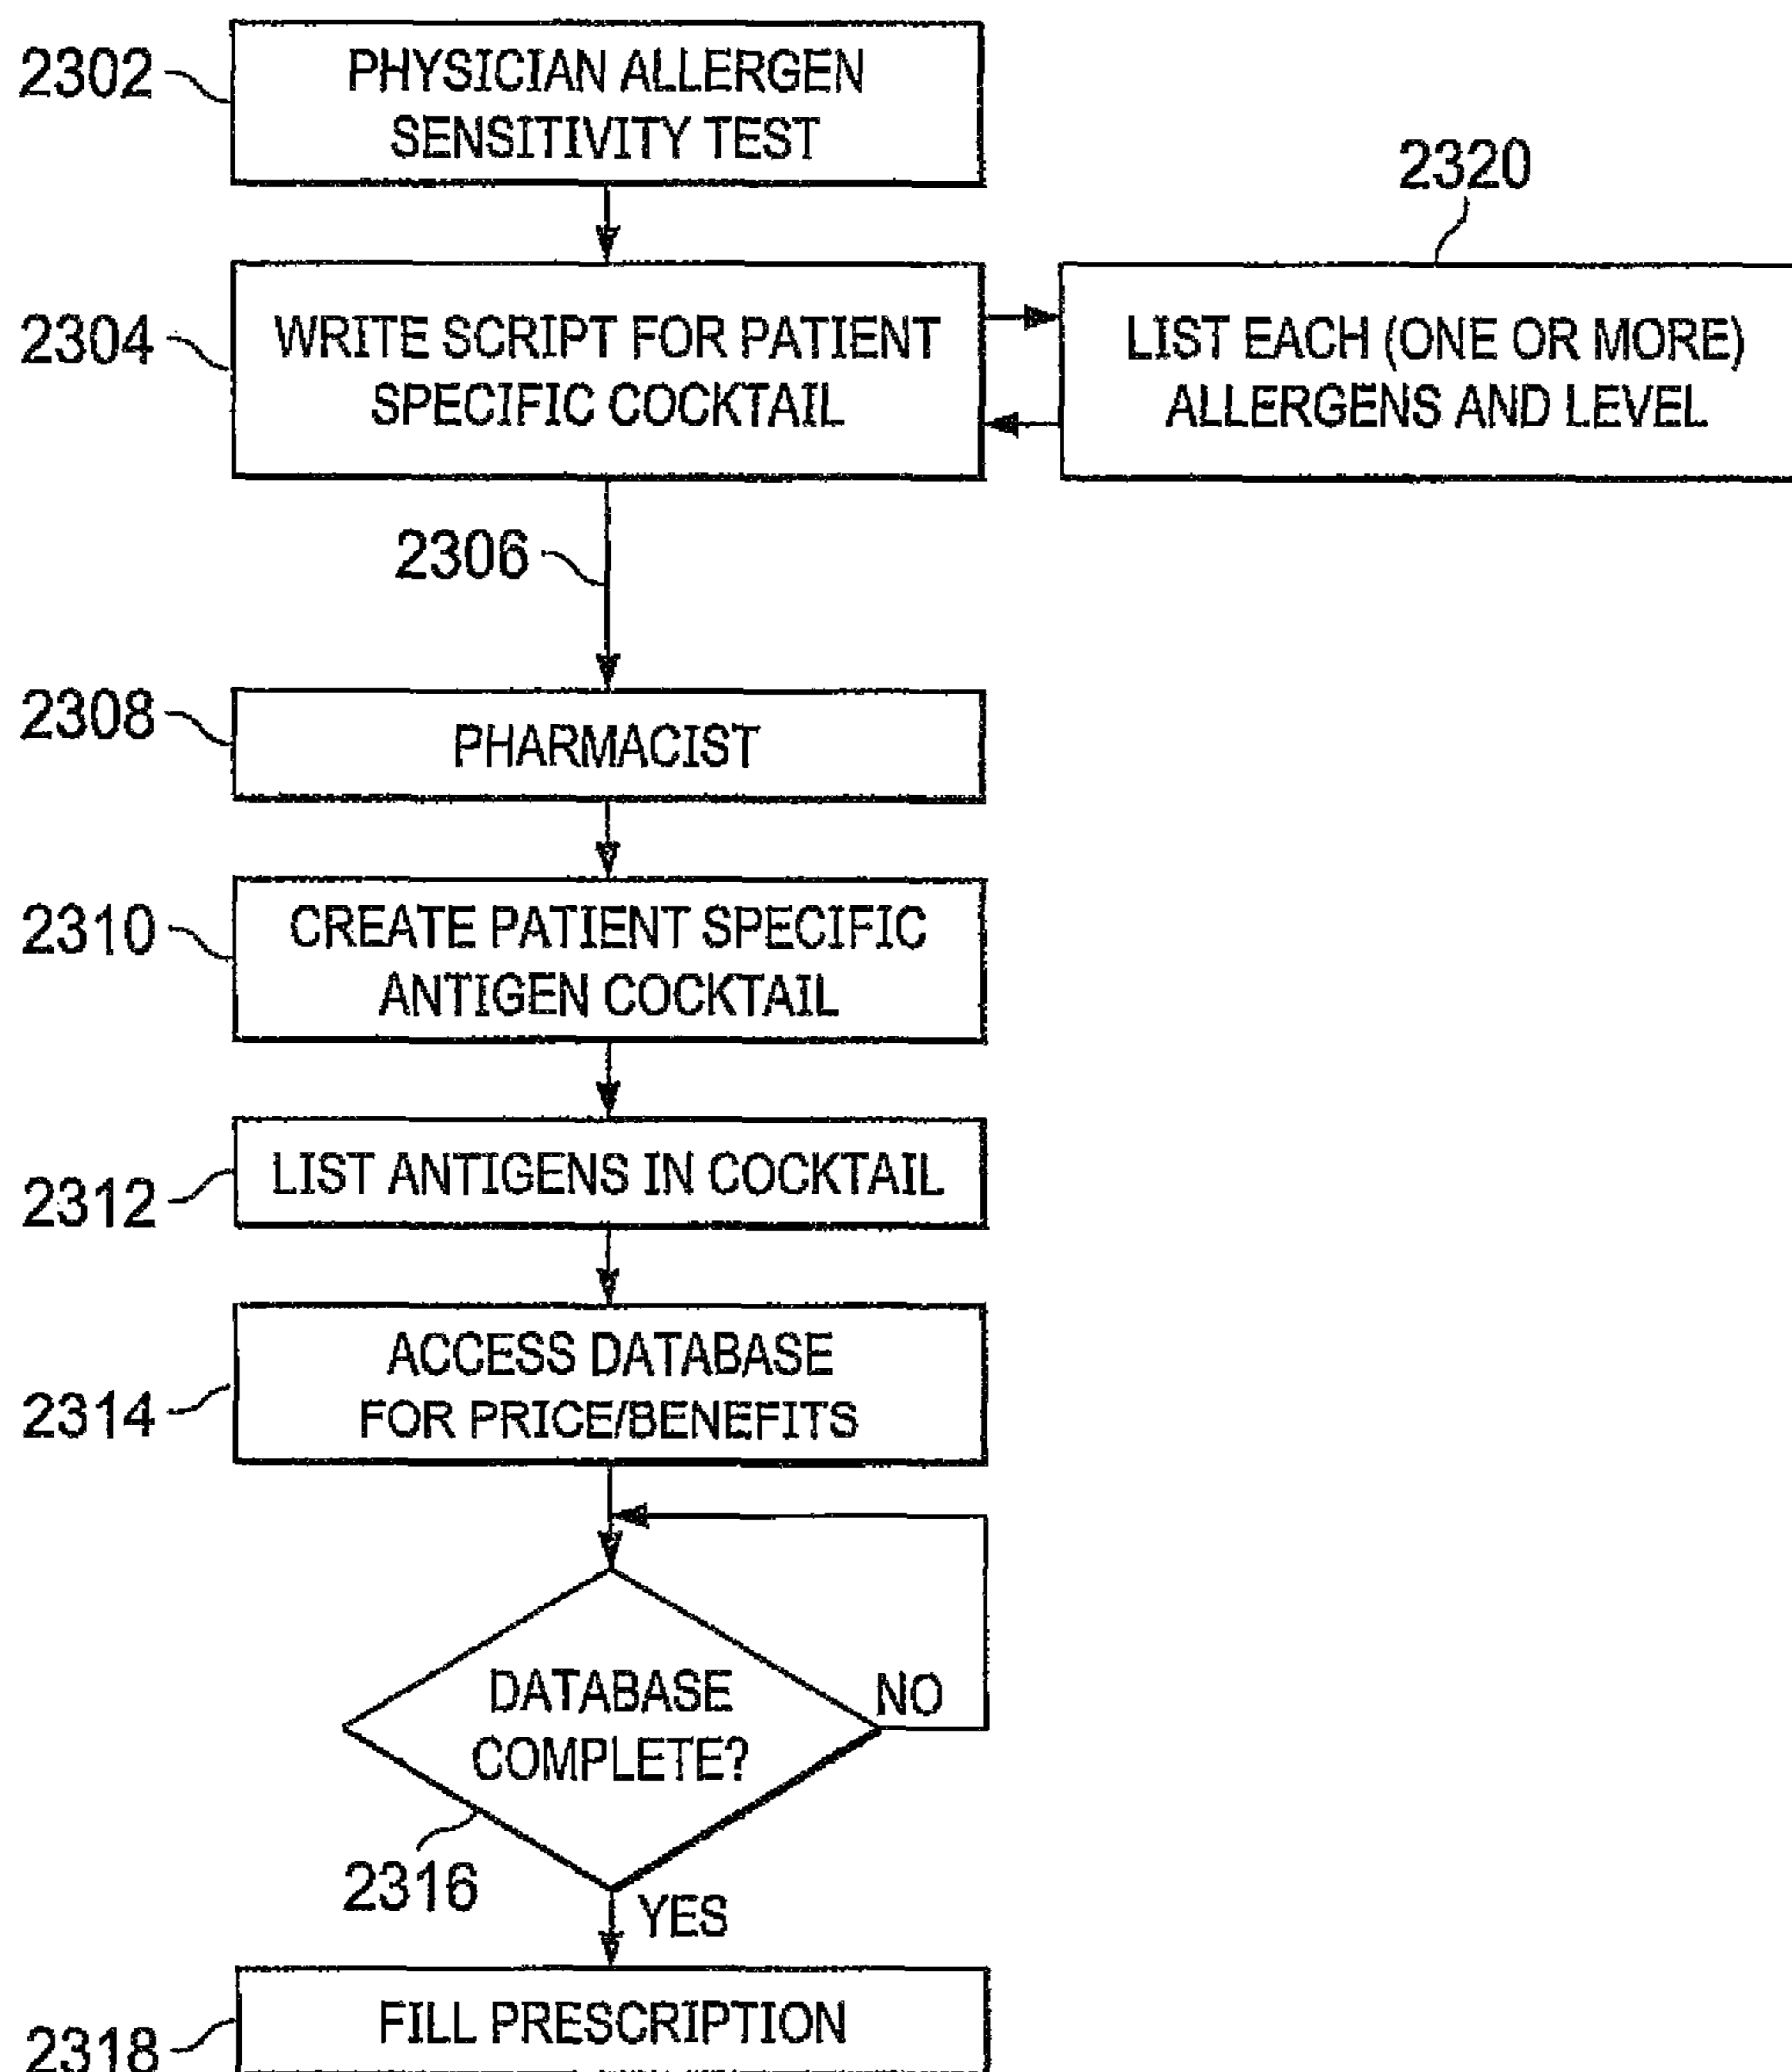 2302
PHYSICIAN ALLERGEN
SENSITIVITY TEST
2320
2304
WRITE SCRIPT FOR PATIENT
SPECIFIC COCKTAIL
LIST EACH (ONE OR MORE)
ALLERGENS AND LEVEL
2306
2308
PHARMACIST
2310
CREATE PATIENT SPECIFIC
ANTIGEN COCKTAIL
2312
LIST ANTIGENS IN COCKTAIL
2314
ACCESS DATABASE
FOR PRICE/BENEFITS
DATABASE
COMPLETE?
NO
2316
YES
2318
FILL PRESCRIPTION